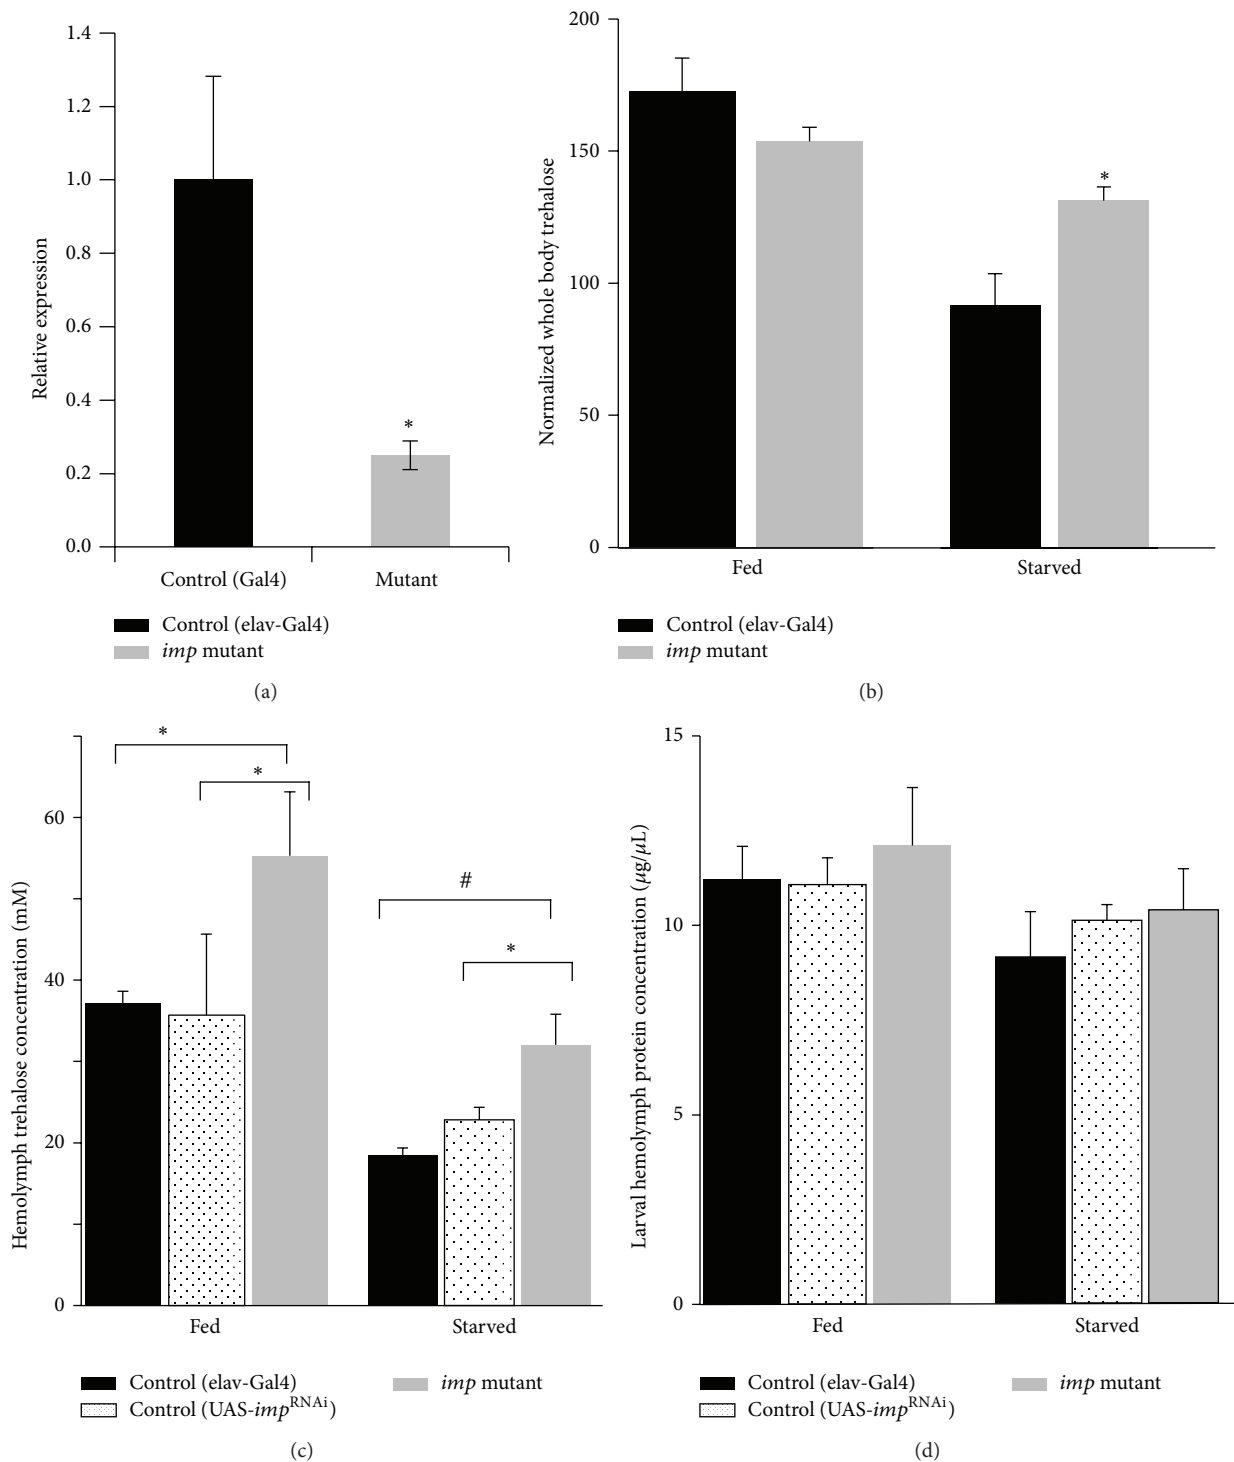 1.4
1.2
1.0
0.8
0.6
0.4
0.2
0.0
Relative expression
*
Control (Gal4) Mutant
Control (elav-Gal4)
imp mutant
(a)
200
150
100
50
0
Normalized whole body trehalose
*
Fed Starved
Control (elav-Gal4)
imp mutant
(b)
60
40
20
0
Hemolymph trehalose concentration (mM)
*
*
#
*
Fed Starved
Control (elav-Gal4)
Control (UAS-imp^RNAi)
imp mutant
(c)
15
10
5
0
Larval hemolymph protein concentration (μg/μL)
Fed Starved
Control (elav-Gal4)
Control (UAS-imp^RNAi)
imp mutant
(d)